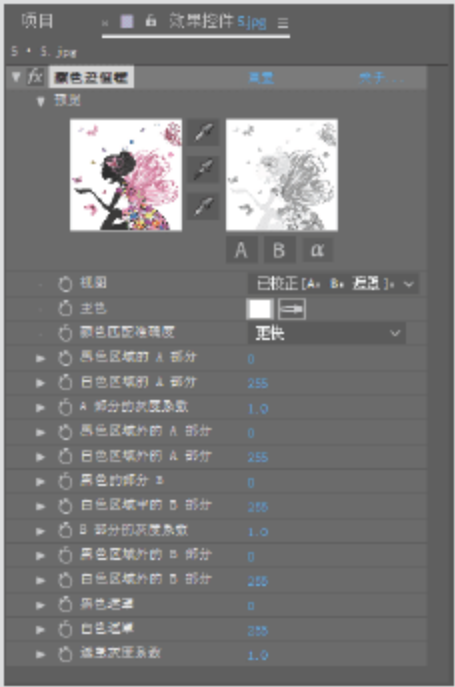 项目
效果控件 5.jpg
5 • 5.jpg
fx 颜色差值键 重置 关于...
预览
A B α
视图 已校正 [A, B, 遮罩],
主色
颜色匹配准确度 更快
黑色区域的 A 部分 0
白色区域的 A 部分 255
A 部分的灰度系数 1.0
黑色区域外的 A 部分 0
白色区域外的 A 部分 255
黑色的部分 B 0
白色区域中的 B 部分 255
B 部分的灰度系数 1.0
黑色区域外的 B 部分 0
白色区域外的 B 部分 255
黑色遮罩 0
白色遮罩 255
遮罩灰度系数 1.0